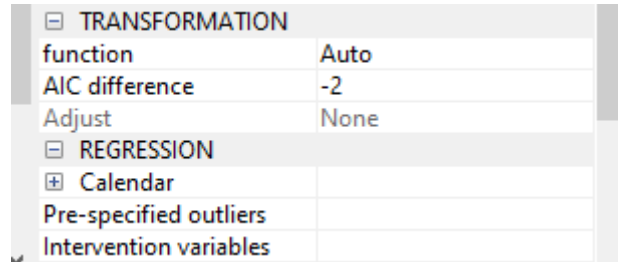 TRANSFORMATION
function Auto
AIC difference -2
Adjust None
REGRESSION
Calendar
Pre-specified outliers
Intervention variables